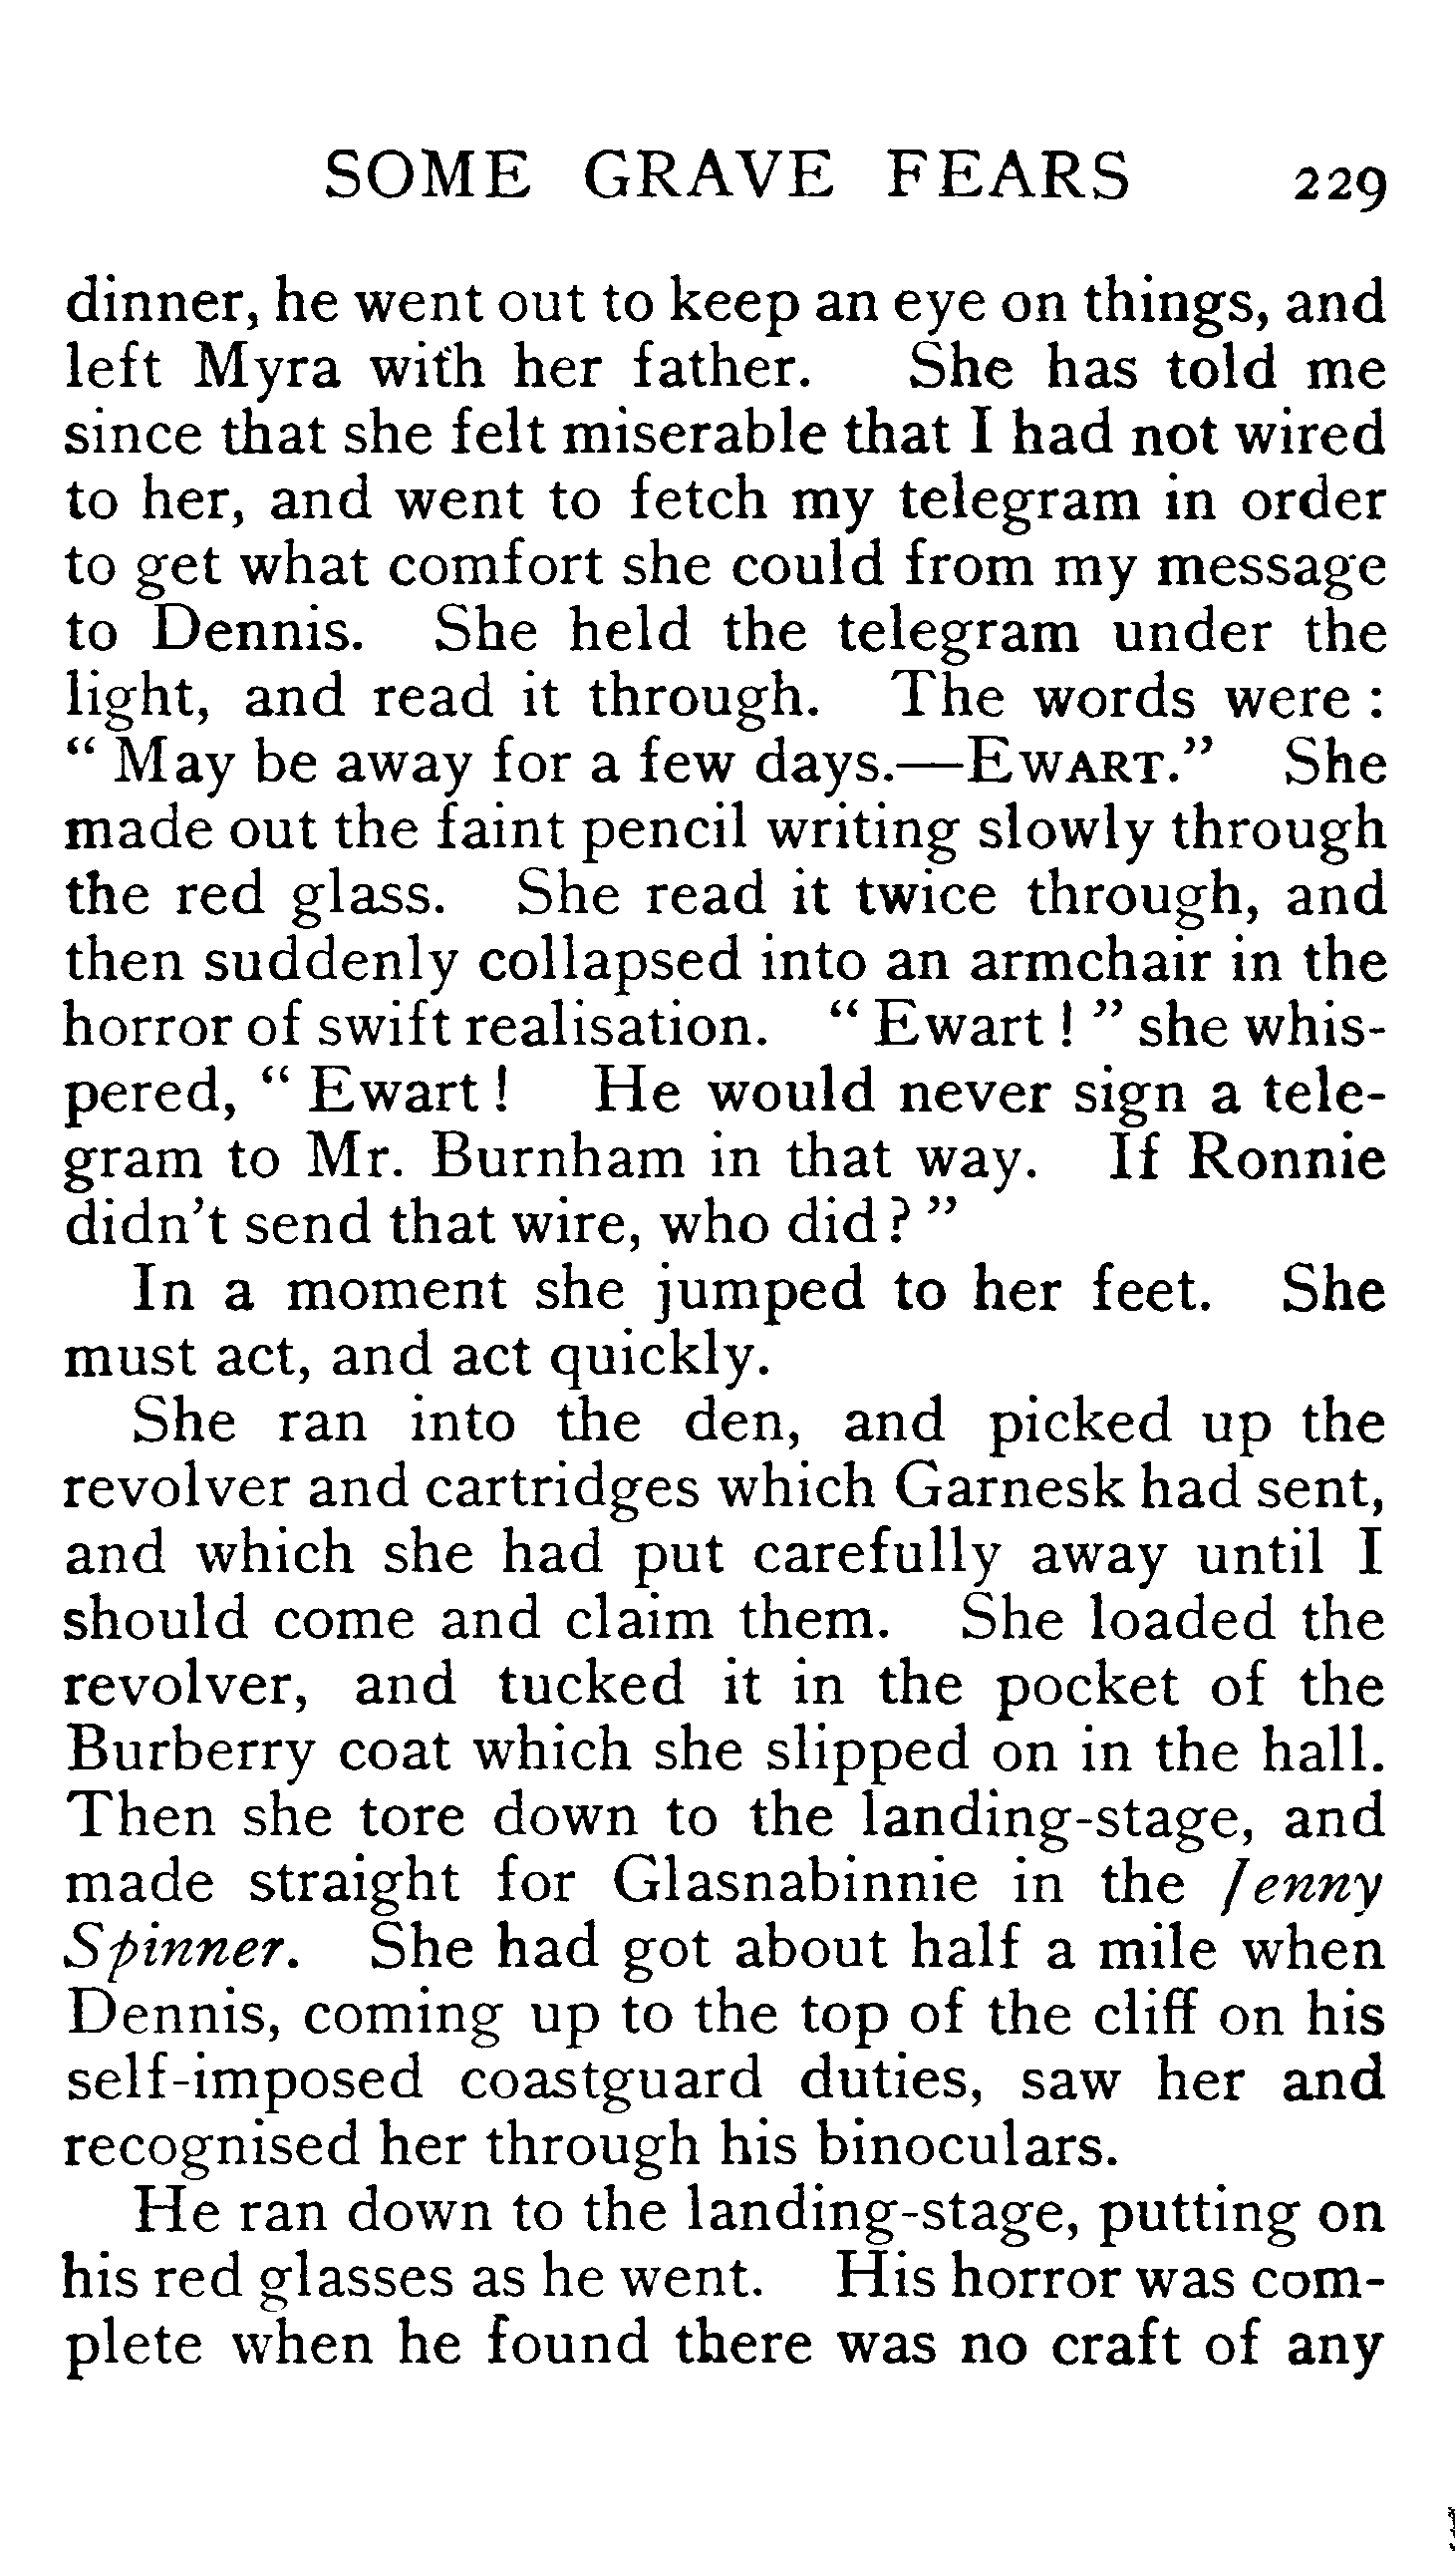 SOME GRAVE FEARS 229
dinner, he went out to keep an eye on things, and
left Myra with her father. She has told me
since that she felt miserable that I had not wired
to her, and went to fetch my telegram in order
to get what comfort she could from my message
to Dennis. She held the telegram under the
light, and read it through. The words were :
“ May be away for a few days.—EWART.” She
made out the faint pencil writing slowly through
the red glass. She read it twice through, and
then suddenly collapsed into an armchair in the
horror of swift realisation. “ Ewart ! ” she whis-
pered, “ Ewart ! He would never sign a tele-
gram to Mr. Burnham in that way. If Ronnie
didn't send that wire, who did ? ”
In a moment she jumped to her feet. She
must act, and act quickly.
She ran into the den, and picked up the
revolver and cartridges which Garnesk had sent,
and which she had put carefully away until I
should come and claim them. She loaded the
revolver, and tucked it in the pocket of the
Burberry coat which she slipped on in the hall.
Then she tore down to the landing-stage, and
made straight for Glasnabinnie in the Jenny
Spinner. She had got about half a mile when
Dennis, coming up to the top of the cliff on his
self-imposed coastguard duties, saw her and
recognised her through his binoculars.
He ran down to the landing-stage, putting on
his red glasses as he went. His horror was com-
plete when he found there was no craft of any